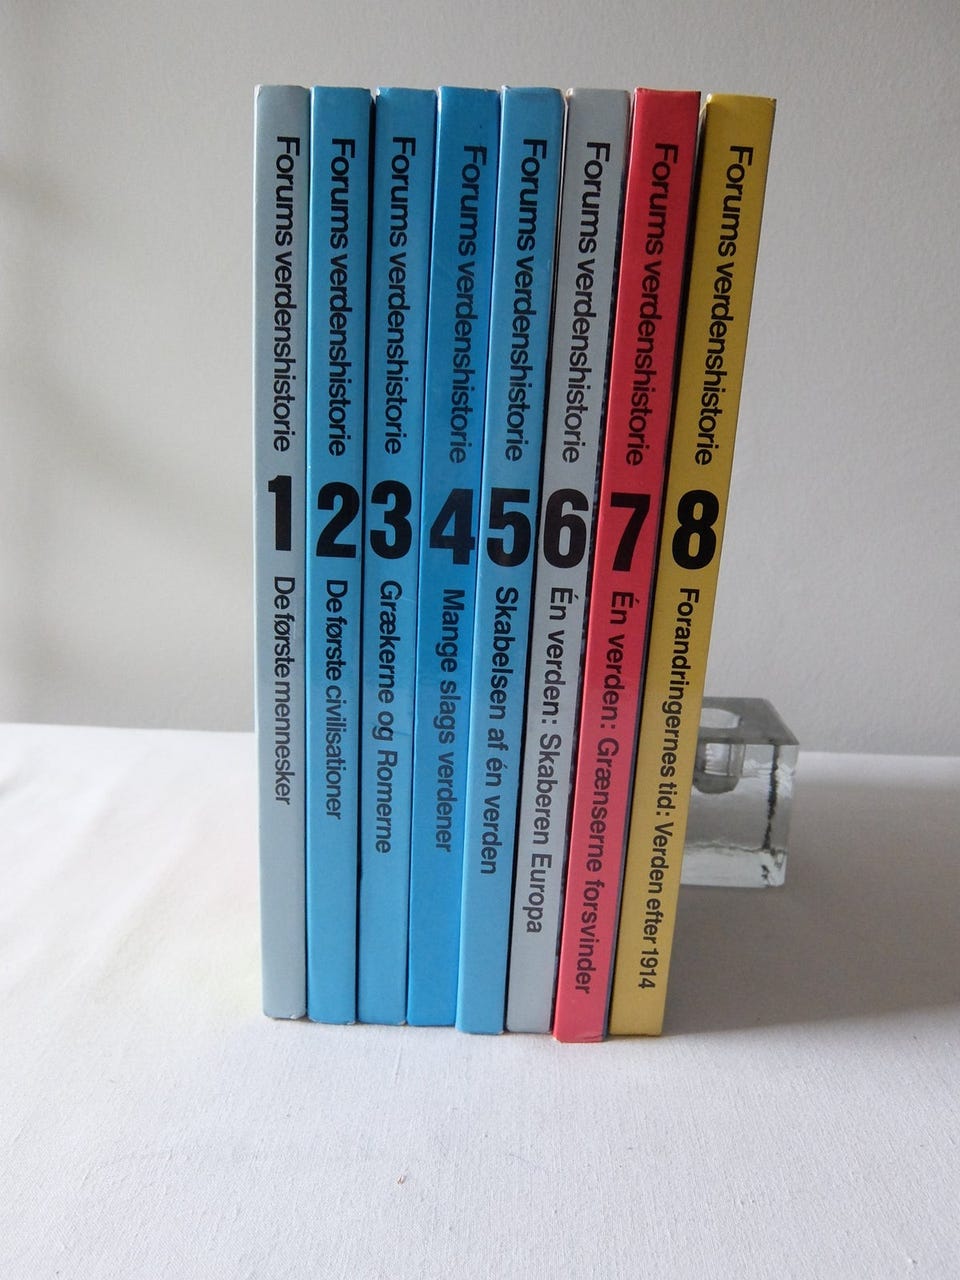 Forums verdenshistorie 1 De første mennesker
Forums verdenshistorie 2 De første civilisationer
Forums verdenshistorie 3 Grækerne og Romerne
Forums verdenshistorie 4 Mange slags verdener
Forums verdenshistorie 5 Skabelsen af én verden
Forums verdenshistorie 6 Én verden: Skaberen Europa
Forums verdenshistorie 7 Én verden: Grænserne forsvinder
Forums verdenshistorie 8 Forandringernes tid: Verden efter 1914